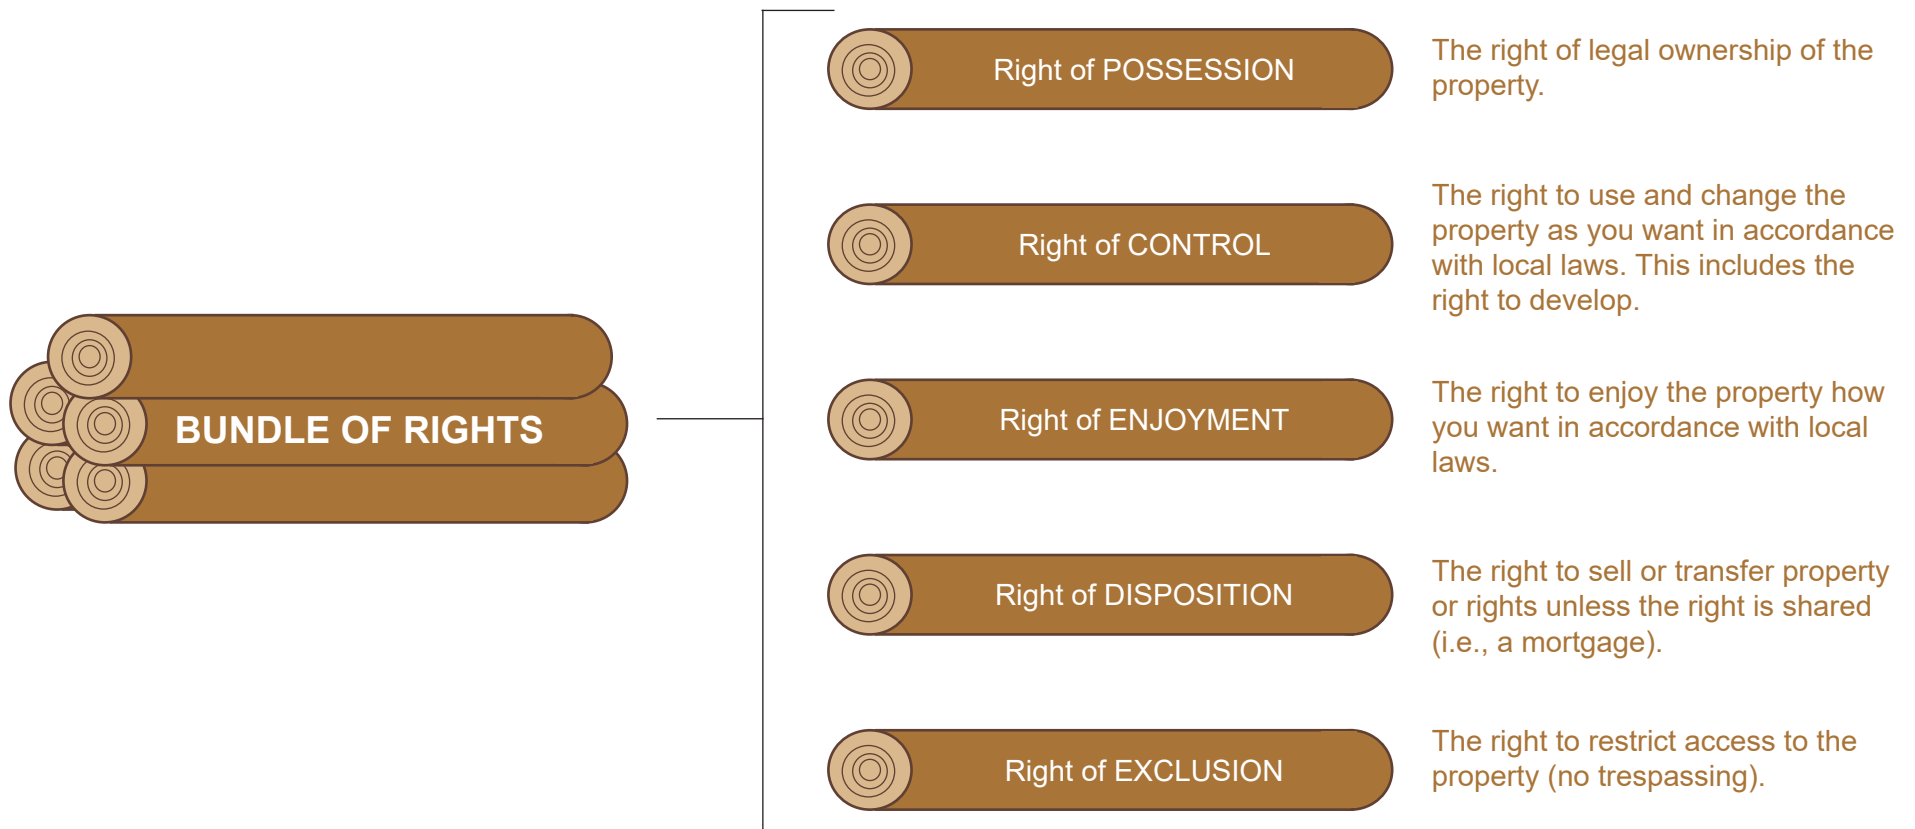 BUNDLE OF RIGHTS
Right of POSSESSION
The right of legal ownership of the
property.
Right of CONTROL
The right to use and change the
property as you want in accordance
with local laws. This includes the
right to develop.
Right of ENJOYMENT
The right to enjoy the property how
you want in accordance with local
laws.
Right of DISPOSITION
The right to sell or transfer property
or rights unless the right is shared
(i.e., a mortgage).
Right of EXCLUSION
The right to restrict access to the
property (no trespassing).